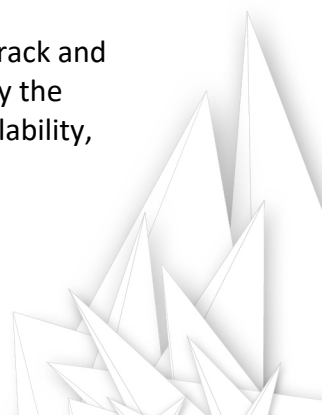 rack and
y the
lability,